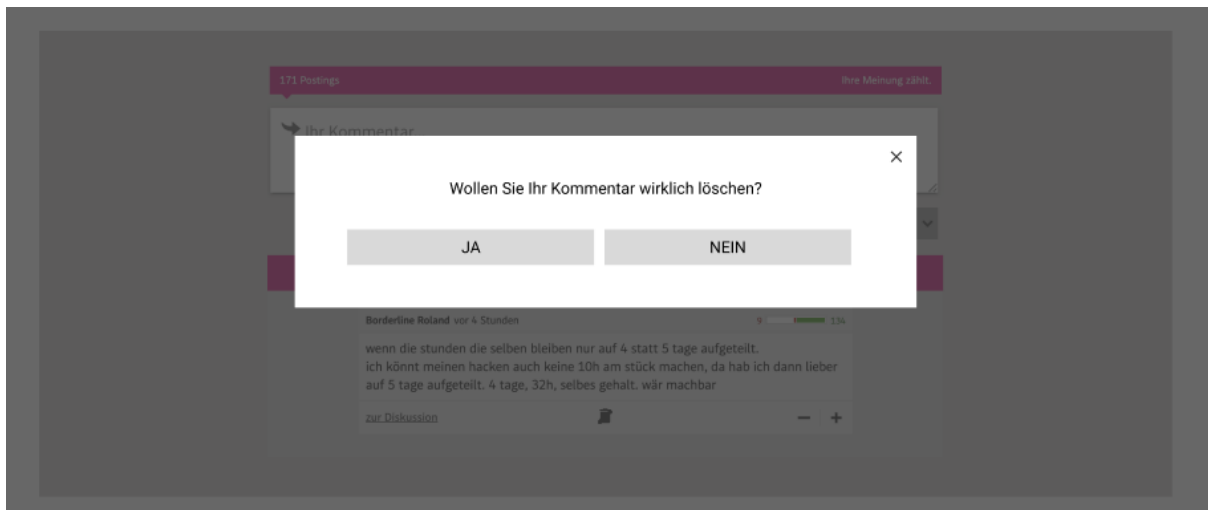 171 Postings
Ihre Meinung zählt.
Ihr Kommentar...
Wollen Sie Ihr Kommentar wirklich löschen?
JA
NEIN
Borderline Roland vor 4 Stunden
9
134
wenn die stunden die selben bleiben nur auf 4 statt 5 tage aufgeteilt.
ich könnt meinen hacken auch keine 10h am stück machen, da hab ich dann lieber
auf 5 tage aufgeteilt. 4 tage, 32h, selbes gehalt. wär machbar
zur Diskussion